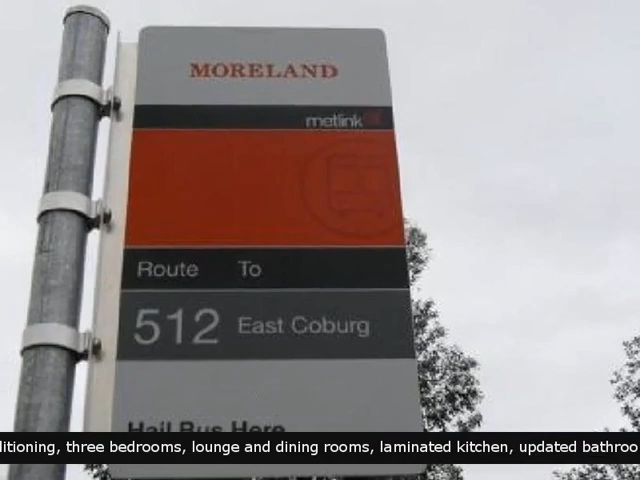 MORELAND
metlink
Route To
512 East Coburg
Hail Bus Here
ditioning, three bedrooms, lounge and dining rooms, laminated kitchen, updated bathroo